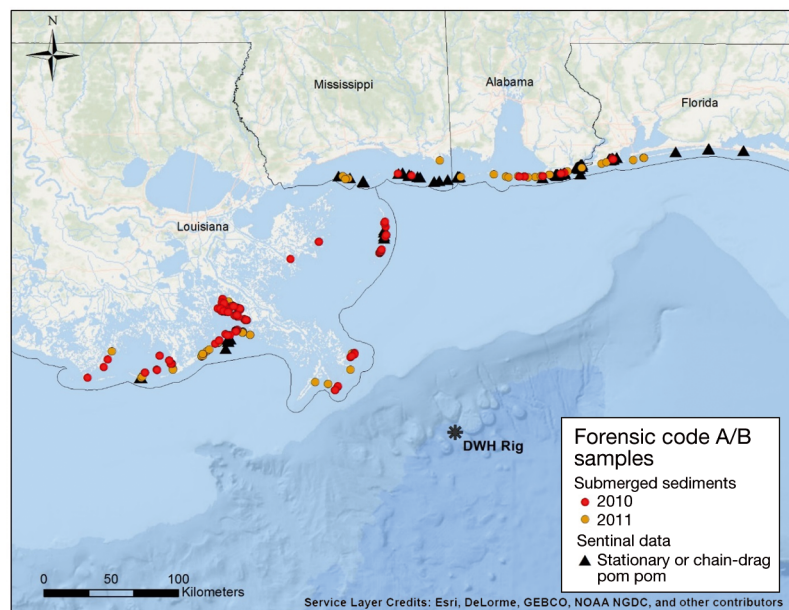 N
Mississippi
Alabama
Florida
Louisiana
DWH Rig
Forensic code A/B
samples
Submerged sediments
2010
2011
Sentinal data
Stationary or chain-drag
pom pom
0 50 100
Kilometers
Service Layer Credits: Esri, DeLorme, GEBCO, NOAA NGDC, and other contributors